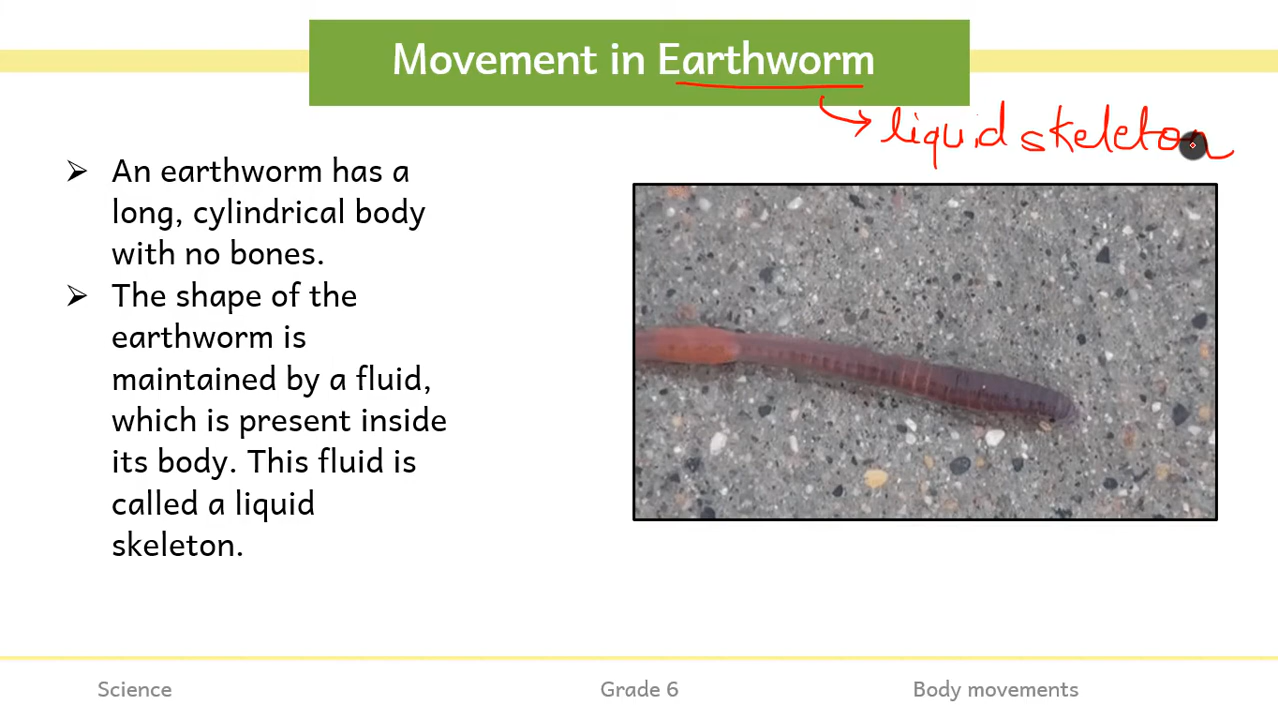 Movement in Earthworm
liquid skeleton
➢ An earthworm has a
long, cylindrical body
with no bones.
➢ The shape of the
earthworm is
maintained by a fluid,
which is present inside
its body. This fluid is
called a liquid
skeleton.
Science Grade 6 Body movements